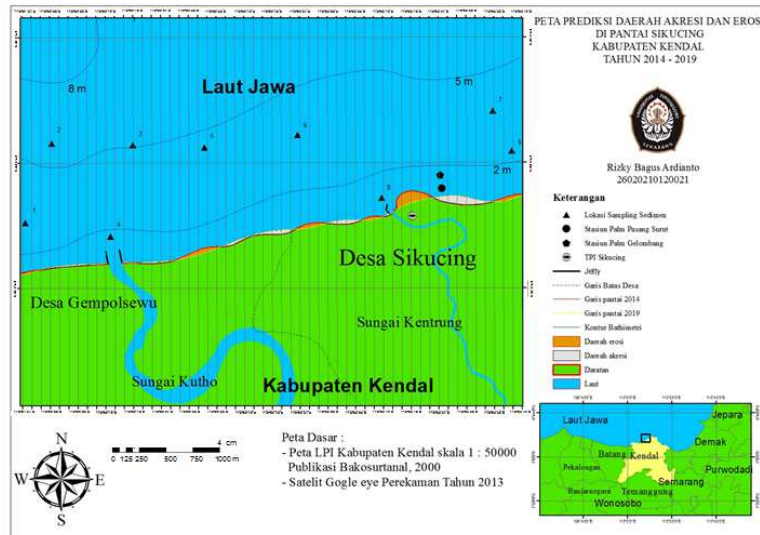 PETA PREDIKSI DAERAH AKRESI DAN EROSI
DI PANTAI SIKUCING
KABUPATEN KENDAL
TAHUN 2014 - 2019
Rizky Bagus Ardianto
26020210120021
Keterangan
Lokasi Sampling Sedimen
Stasiun Palm Pasang Surut
Stasiun Palm Gelombang
TPI Sikucing
Jetty
Garis Batas Desa
Garis pantai 2014
Garis pantai 2019
Kontur Bathimetri
Daerah erosi
Daerah akresi
Daratan
Laut
8 m
Laut Jawa
5 m
2 m
Desa Sikucing
Desa Gempolsewu
Sungai Kentrung
Sungai Kutho
Kabupaten Kendal
N
W
E
S
4 cm
0 125 250 500 1000 m
Peta Dasar :
- Peta LPI Kabupaten Kendal skala 1 : 50000
Publikasi Bakosurtanal, 2000
- Satelit Gogle eye Perekaman Tahun 2013
Laut Jawa
Jepara
Demak
Batang
Kendal
Pekalongan
Purwodadi
Semarang
Banjarnegara
Temanggung
Wonosobo